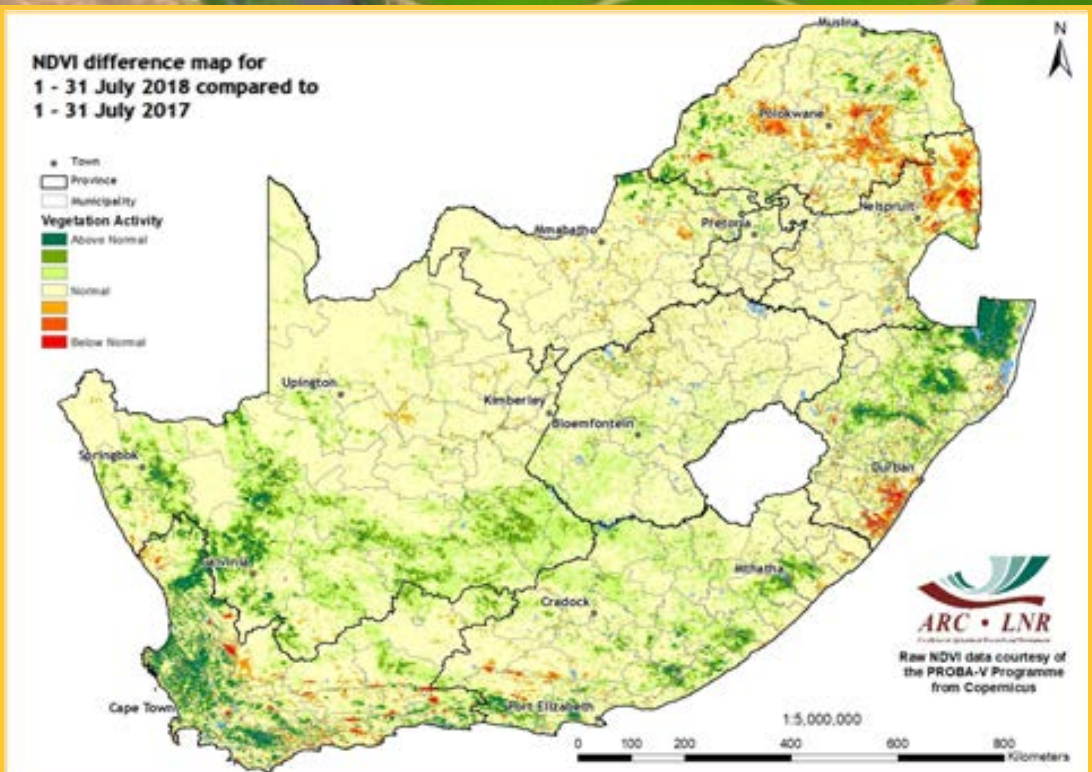 NDVI difference map for
1 - 31 July 2018 compared to
1 - 31 July 2017
Town
Province
Municipality
Vegetation Activity
Above Normal
Normal
Below Normal
Musina
N
Polokwane
Nelspruit
Mmabatho
Pretoria
Upington
Kimberley
Bloemfontein
Springbok
Durban
Calvinia
Mthatha
Cradock
Cape Town
Port Elizabeth
ARC • LNR
Raw NDVI data courtesy of
the PROBA-V Programme
from Copernicus
1:5,000,000
0 100 200 400 600 800
Kilometers